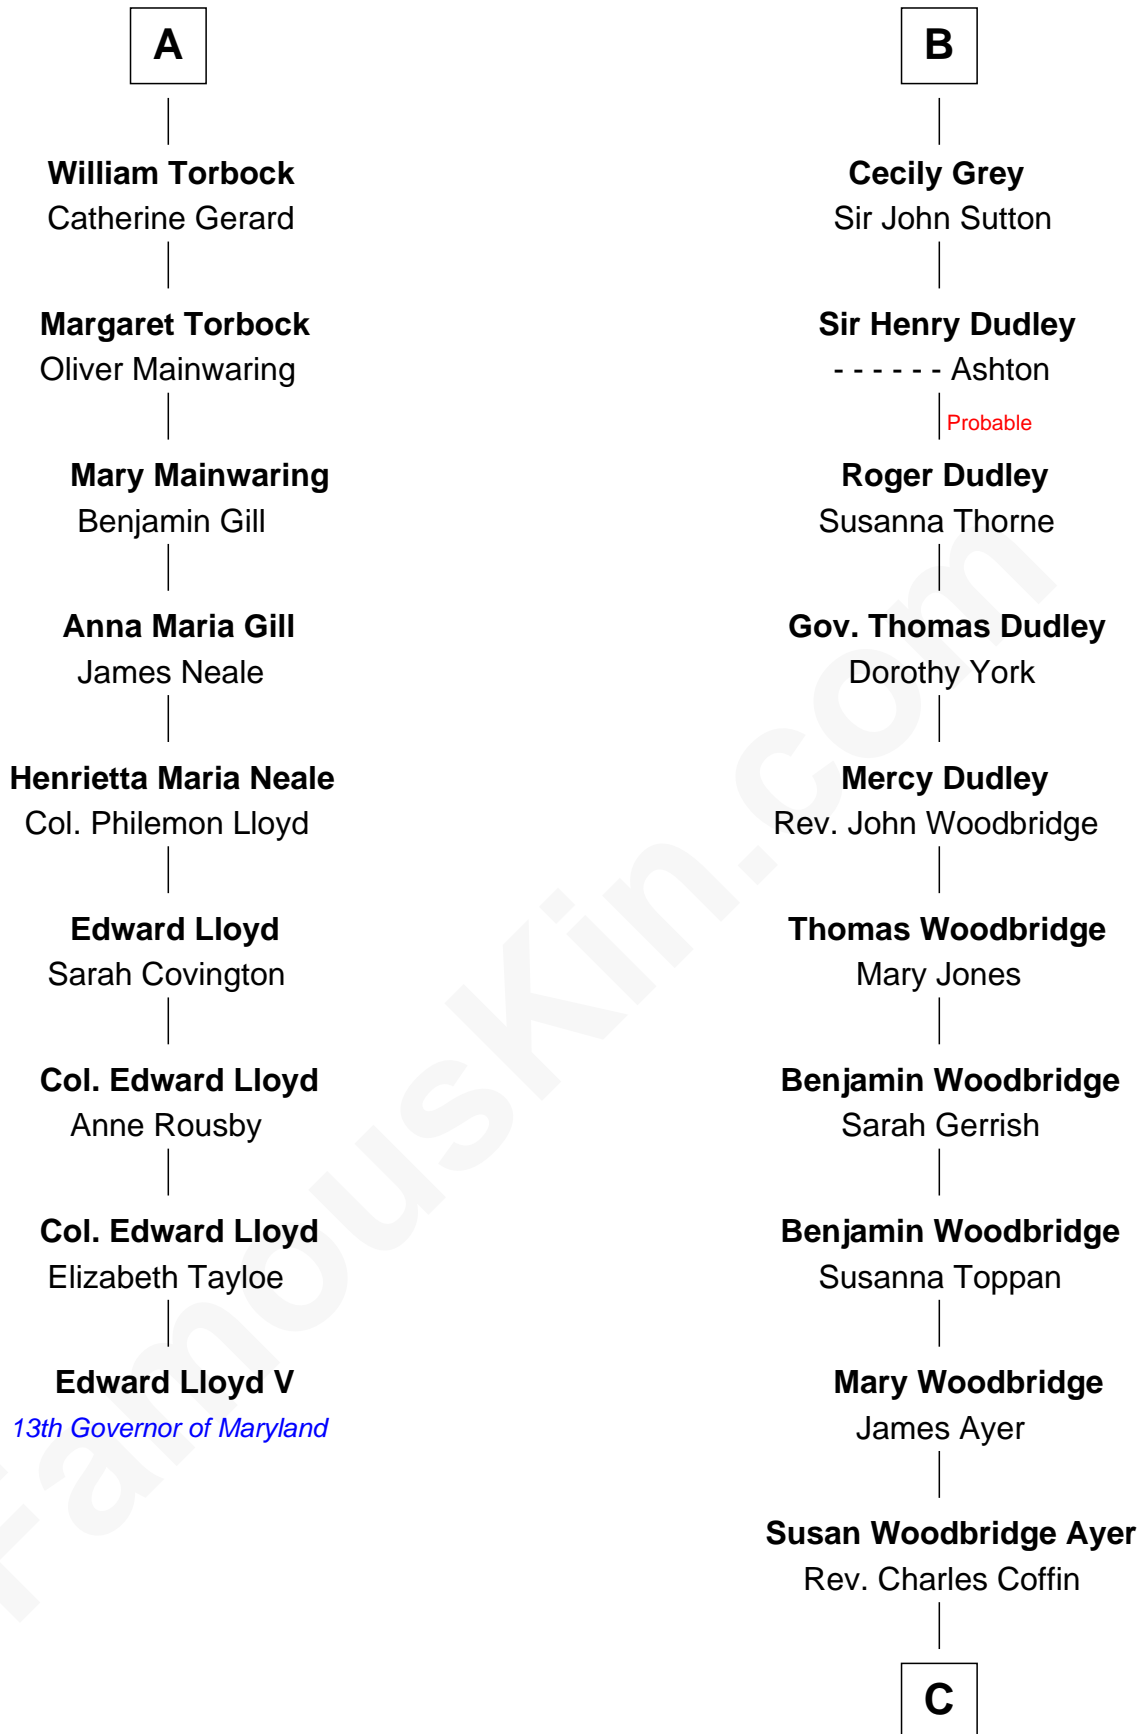 A
William Torbock
Catherine Gerard
Margaret Torbock
Oliver Mainwaring
Mary Mainwaring
Benjamin Gill
Anna Maria Gill
James Neale
Henrietta Maria Neale
Col. Philemon Lloyd
Edward Lloyd
Sarah Covington
Col. Edward Lloyd
Anne Rousby
Col. Edward Lloyd
Elizabeth Tayloe
Edward Lloyd V
13th Governor of Maryland
B
Cecily Grey
Sir John Sutton
Sir Henry Dudley
- - - - - - Ashton
Probable
Roger Dudley
Susanna Thorne
Gov. Thomas Dudley
Dorothy York
Mercy Dudley
Rev. John Woodbridge
Thomas Woodbridge
Mary Jones
Benjamin Woodbridge
Sarah Gerrish
Benjamin Woodbridge
Susanna Toppan
Mary Woodbridge
James Ayer
Susan Woodbridge Ayer
Rev. Charles Coffin
C
FamousKin.com